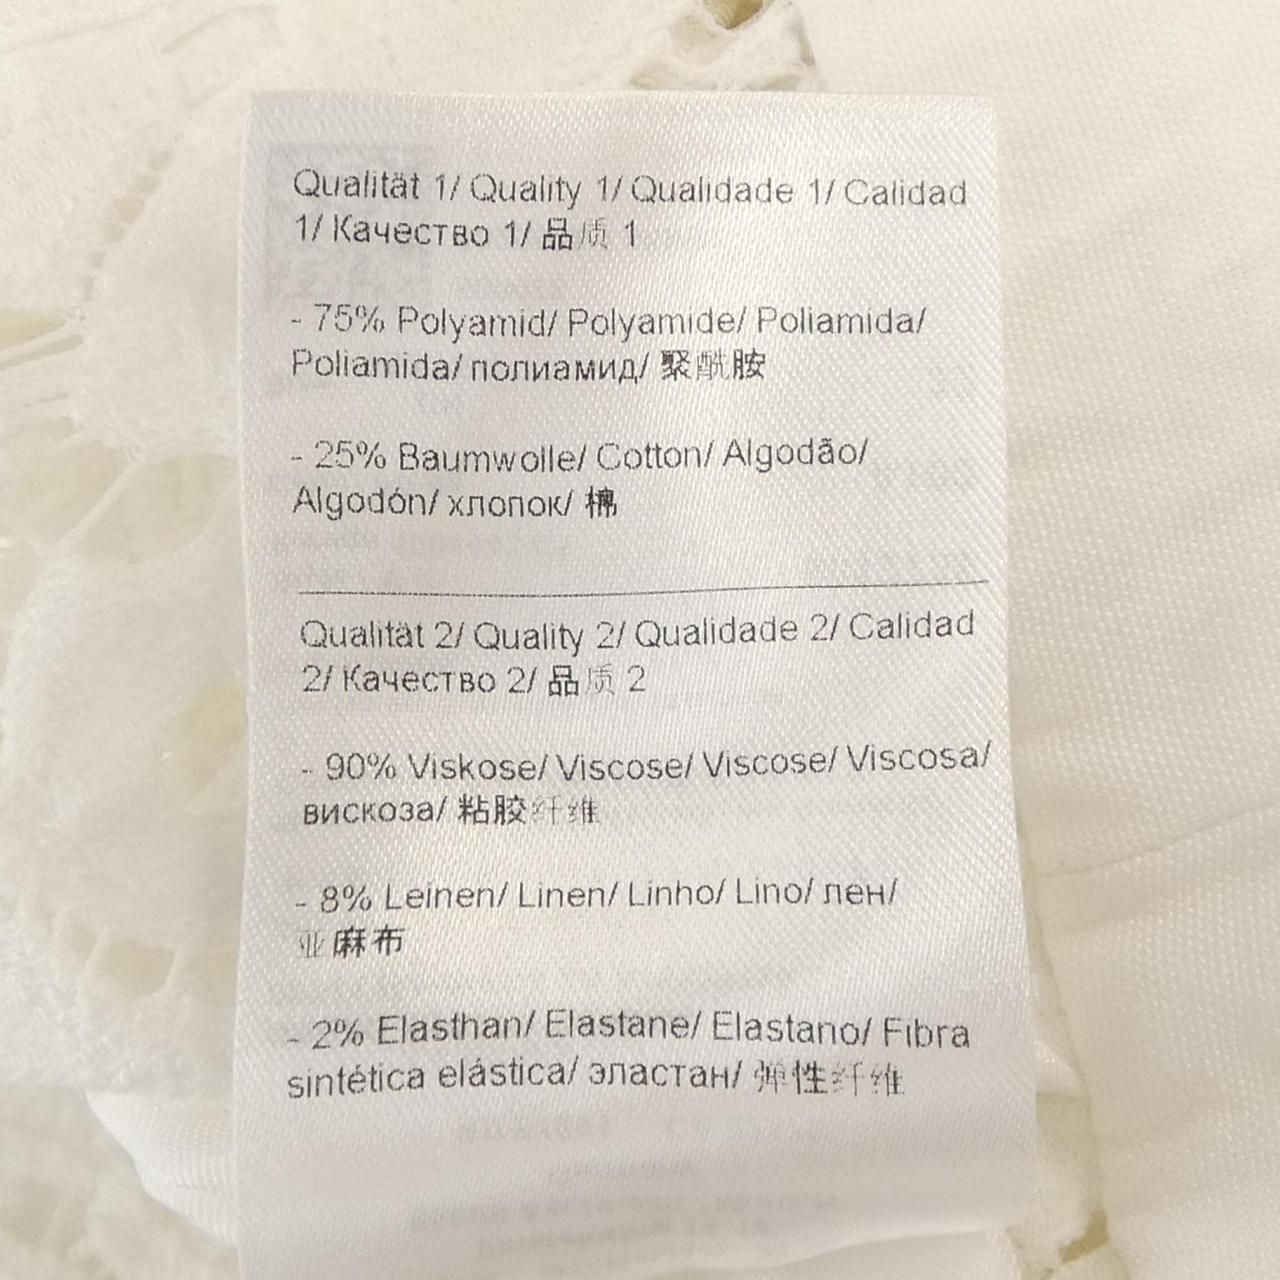 Qualität 1/ Quality 1/ Qualidade 1/ Calidad
1/ Качество 1/ 品质 1
- 75% Polyamid/ Polyamide/ Poliamida/
Poliamida/ полиамид/ 聚酰胺
- 25% Baumwolle/ Cotton/ Algodão/
Algodón/ хлопок/ 棉
Qualität 2/ Quality 2/ Qualidade 2/ Calidad
2/ Качество 2/ 品质 2
- 90% Viskose/ Viscose/ Viscose/ Viscosa/
вискоза/ 粘胶纤维
- 8% Leinen/ Linen/ Linho/ Lino/ лен/
亚麻布
- 2% Elasthan/ Elastane/ Elastano/ Fibra
sintética elástica/ эластан/ 弹性纤维